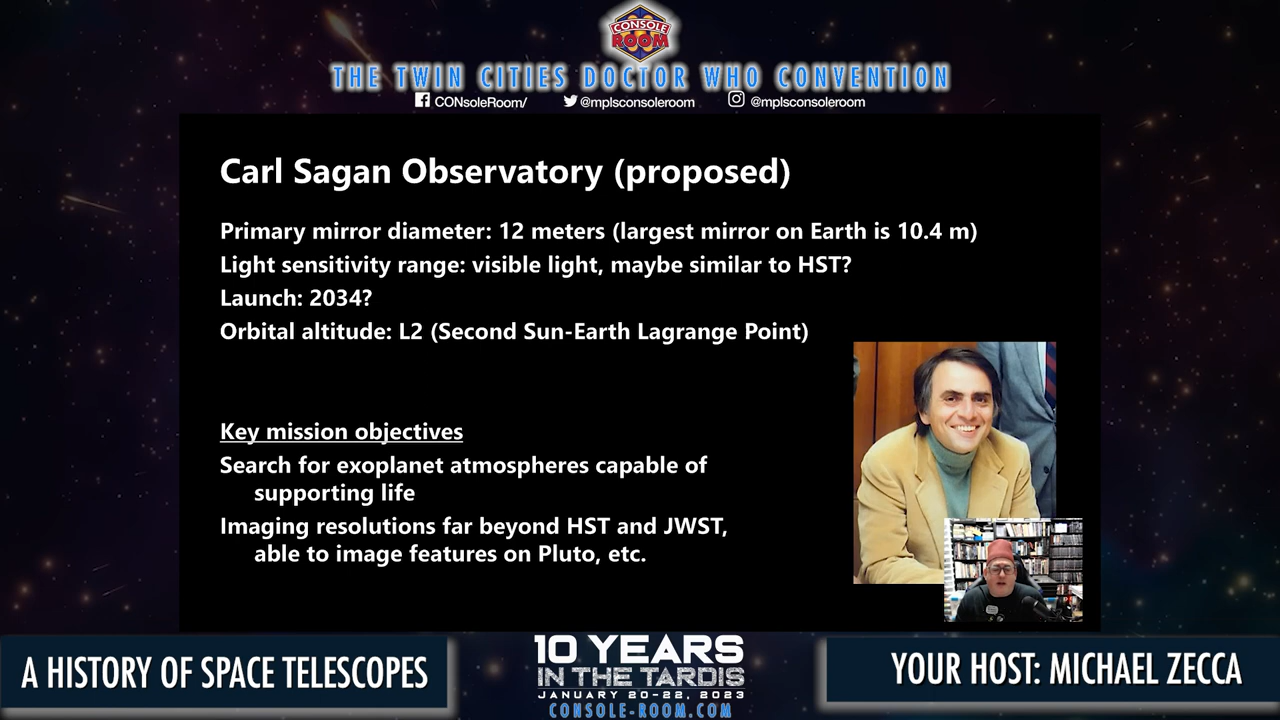 CONSOLE
ROOM
THE TWIN CITIES DOCTOR WHO CONVENTION
CONsoleRoom/ @mplsconsoleroom @mplsconsoleroom
Carl Sagan Observatory (proposed)
Primary mirror diameter: 12 meters (largest mirror on Earth is 10.4 m)
Light sensitivity range: visible light, maybe similar to HST?
Launch: 2034?
Orbital altitude: L2 (Second Sun-Earth Lagrange Point)
Key mission objectives
Search for exoplanet atmospheres capable of
supporting life
Imaging resolutions far beyond HST and JWST,
able to image features on Pluto, etc.
A HISTORY OF SPACE TELESCOPES
10 YEARS
IN THE TARDIS
JANUARY 20-22, 2023
CONSOLE-ROOM.COM
YOUR HOST: MICHAEL ZECCA